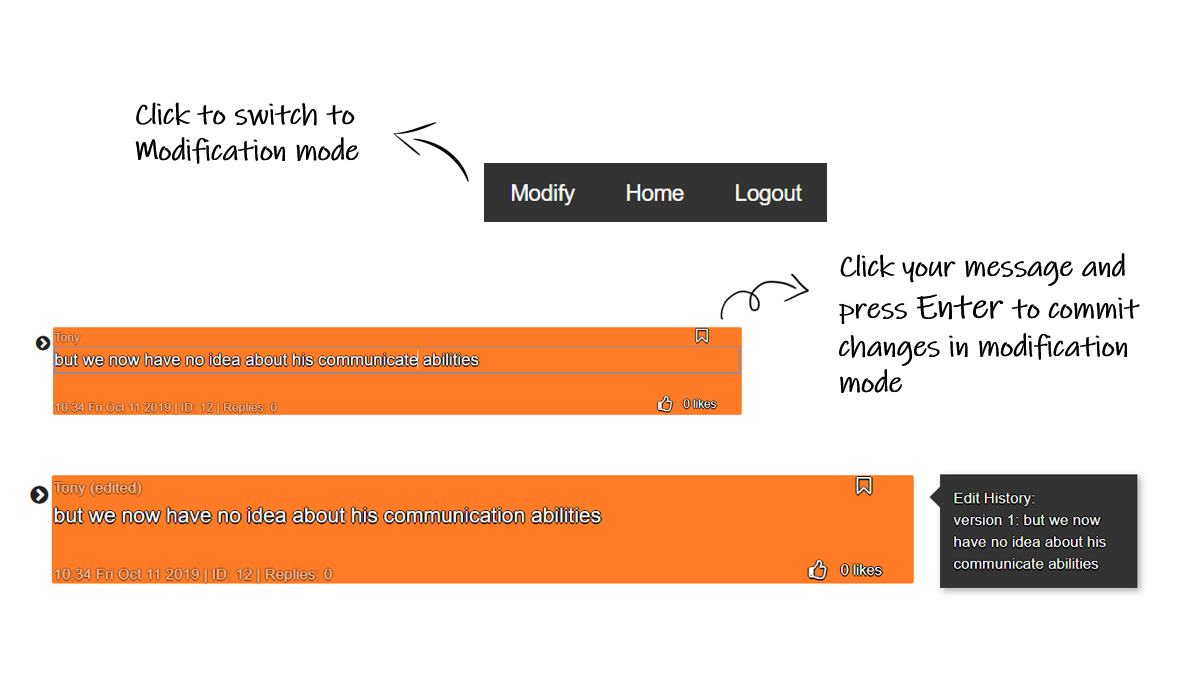 Click to switch to
Modification mode
Modify Home Logout
Click your message and
press Enter to commit
changes in modification
mode
Tony
but we now have no idea about his communicate abilities
10:34 Fri Oct 11 2019 | ID: 12 | Replies: 0
0 likes
Tony (edited)
but we now have no idea about his communication abilities
10:34 Fri Oct 11 2019 | ID: 12 | Replies: 0
0 likes
Edit History:
version 1: but we now
have no idea about his
communicate abilities